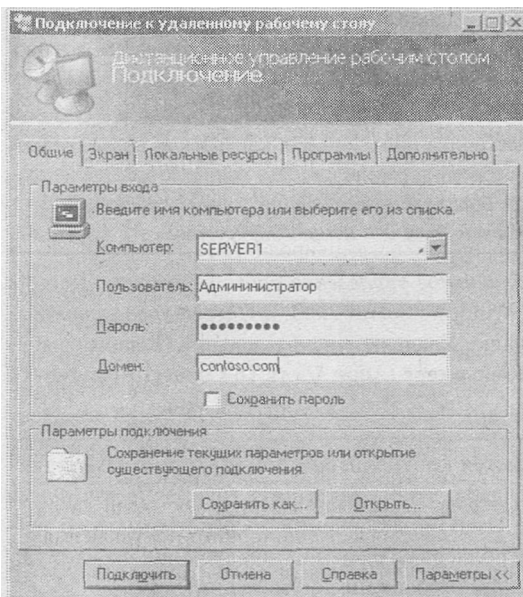 Подключение к удаленному рабочему столу
Дистанционное управление рабочим столом
Подключение
Общие Экран Локальные ресурсы Программы Дополнительно
Параметры входа
Введите имя компьютера или выберите его из списка.
Компьютер: SERVER1
Пользователь: Админинистратор
Пароль: •••••••••
Домен: contoso.com
Сохранить пароль
Параметры подключения
Сохранение текущих параметров или открытие
существующего подключения.
Сохранить как... Открыть...
Подключить Отмена Справка Параметры <<